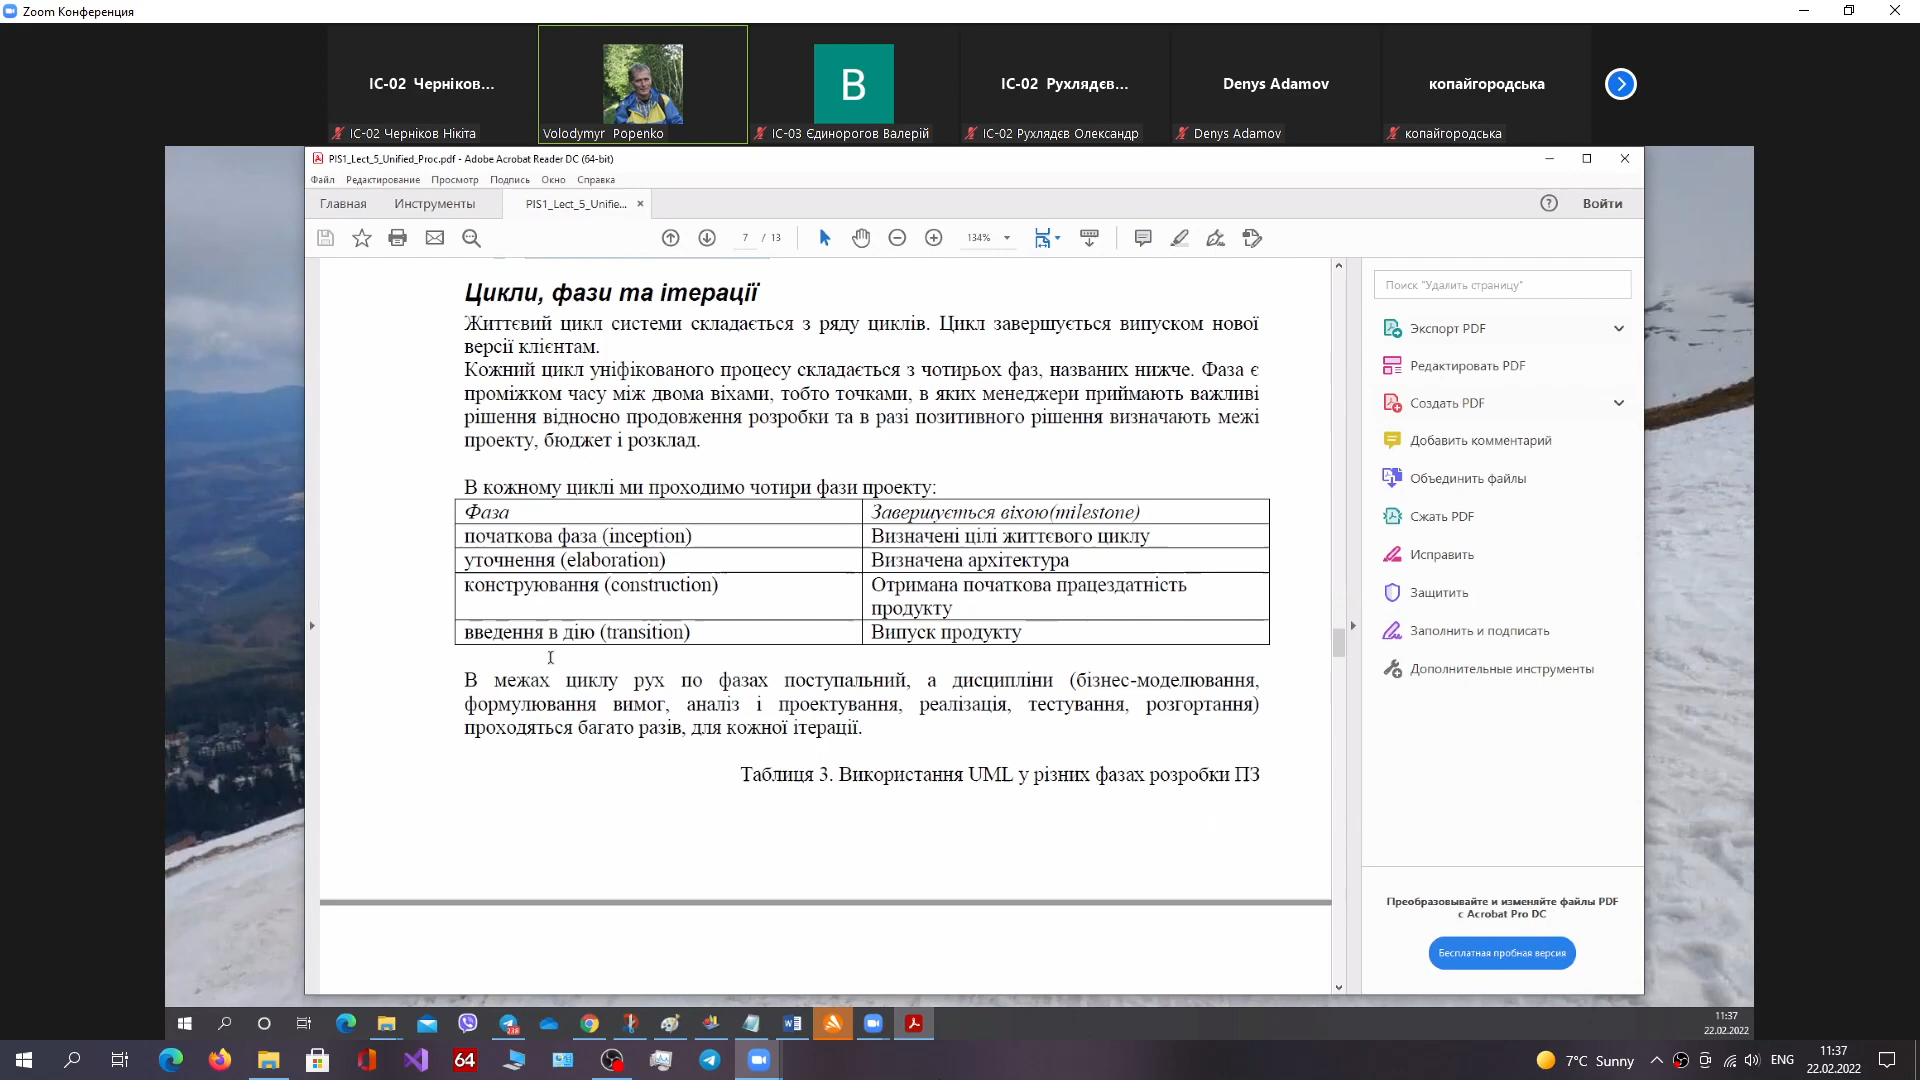 Zoom Конференция
ІС-02 Черніков...
В
ІС-02 Рухлядєв...
Denys Adamov
копайгородська
ІС-02 Черніков Нікіта
Volodymyr Popenko
ІС-03 Єдинорогов Валерій
ІС-02 Рухлядєв Олександр
Denys Adamov
копайгородська
PIS1_Lect_5_Unified_Proc.pdf - Adobe Acrobat Reader DC (64-bit)
Файл Редактирование Просмотр Подпись Окно Справка
Главная Инструменты PIS1_Lect_5_Unifie... × Войти
7 / 13 134%
Цикли, фази та ітерації
Життєвий цикл системи складається з ряду циклів. Цикл завершується випуском нової
версії клієнтам.
Кожний цикл уніфікованого процесу складається з чотирьох фаз, названих нижче. Фаза є
проміжком часу між двома віхами, тобто точками, в яких менеджери приймають важливі
рішення відносно продовження розробки та в разі позитивного рішення визначають межі
проекту, бюджет і розклад.
В кожному циклі ми проходимо чотири фази проекту:
Фаза Завершується віхою(milestone)
початкова фаза (inception) Визначені цілі життєвого циклу
уточнення (elaboration) Визначена архітектура
конструювання (construction) Отримана початкова працездатність
продукту
введення в дію (transition) Випуск продукту
В межах циклу рух по фазах поступальний, а дисципліни (бізнес-моделювання,
формулювання вимог, аналіз і проектування, реалізація, тестування, розгортання)
проходяться багато разів, для кожної ітерації.
Таблиця 3. Використання UML у різних фазах розробки ПЗ
Поиск "Удалить страницу"
Экспорт PDF
Редактировать PDF
Создать PDF
Добавить комментарий
Объединить файлы
Сжать PDF
Исправить
Защитить
Заполнить и подписать
Дополнительные инструменты
Преобразовывайте и изменяйте файлы PDF
с Acrobat Pro DC
Бесплатная пробная версия
11:37
22.02.2022
64
7°C Sunny
ENG
11:37
22.02.2022